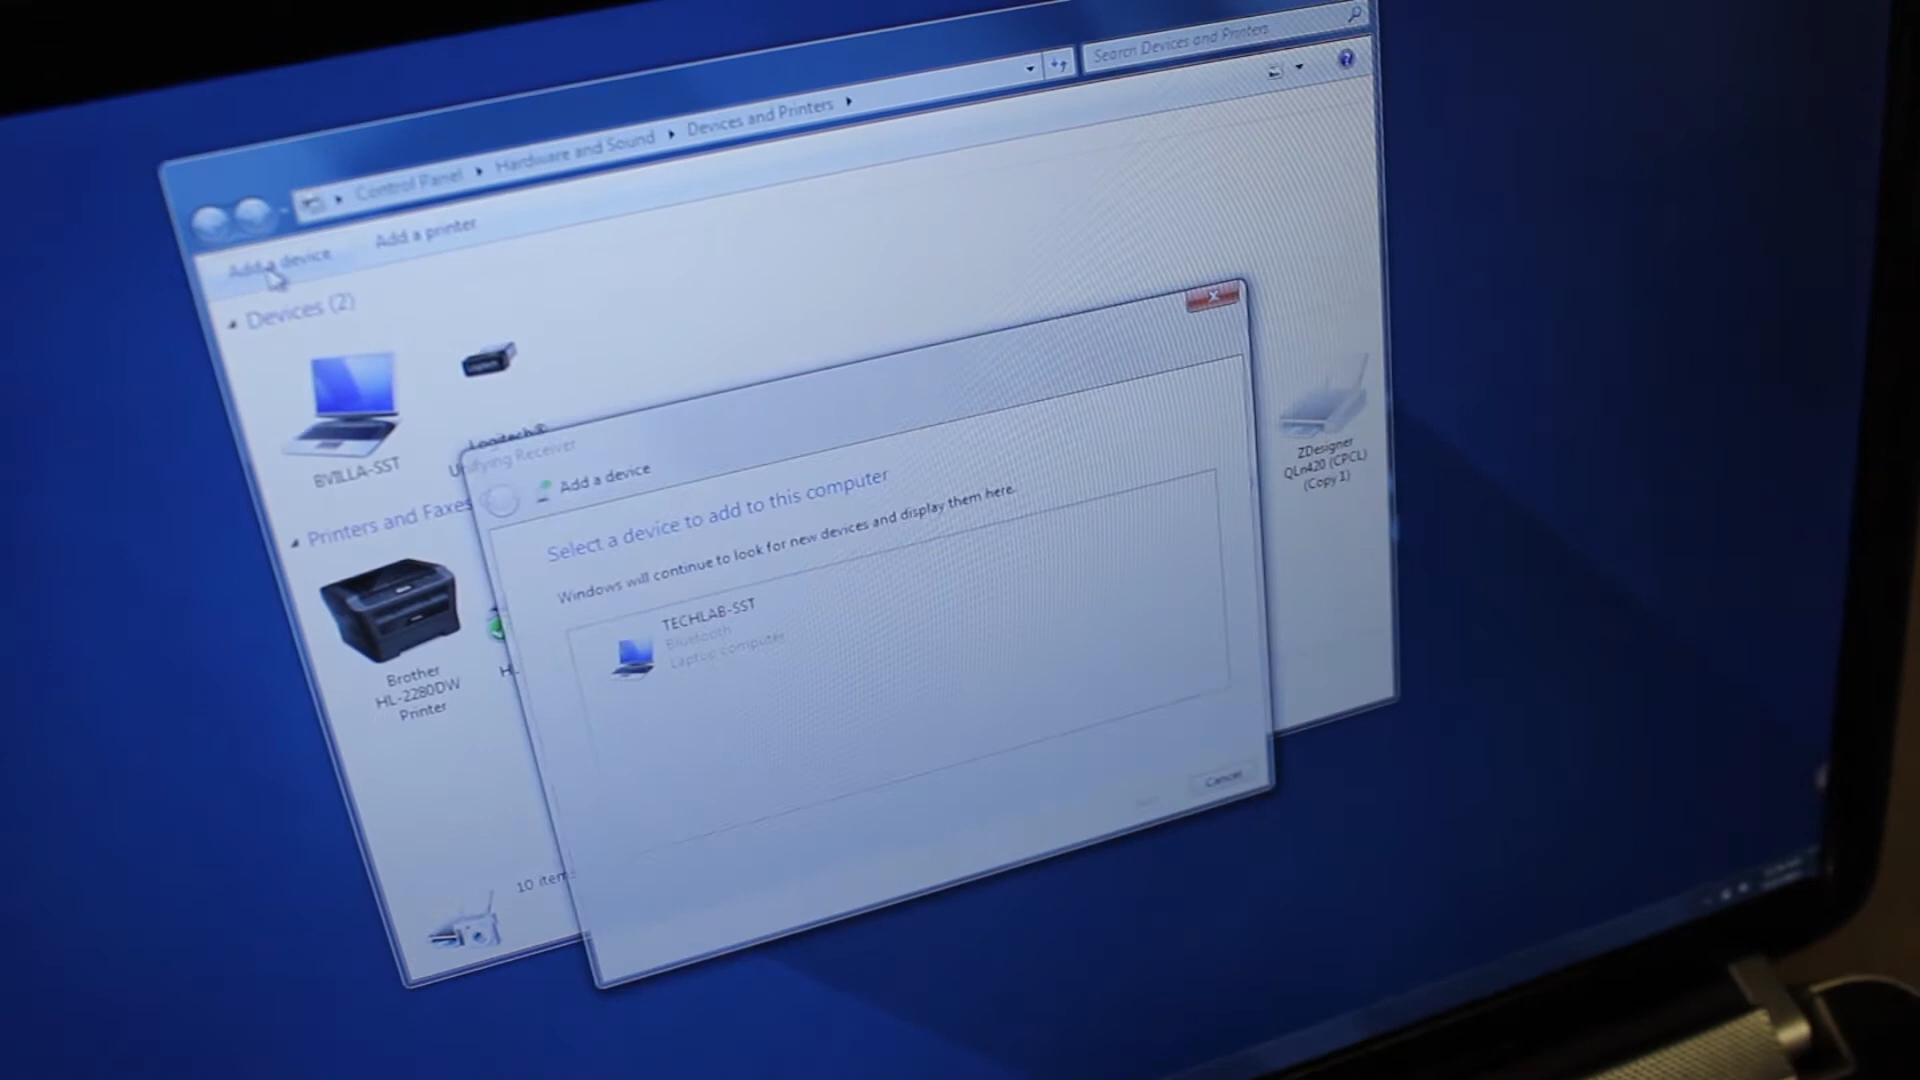 Search Devices and Printers
Control Panel
Hardware and Sound
Devices and Printers
Add a device
Add a printer
Devices (2)
BVILLA-SST
Logitech®
Unifying Receiver
Printers and Faxes
Brother
HL-2280DW
Printer
HL
ZDesigner
QLn420 (CPCL)
(Copy 1)
10 item
Add a device
Select a device to add to this computer
Windows will continue to look for new devices and display them here.
TECHLAB-SST
Bluetooth
Laptop computer
Cancel